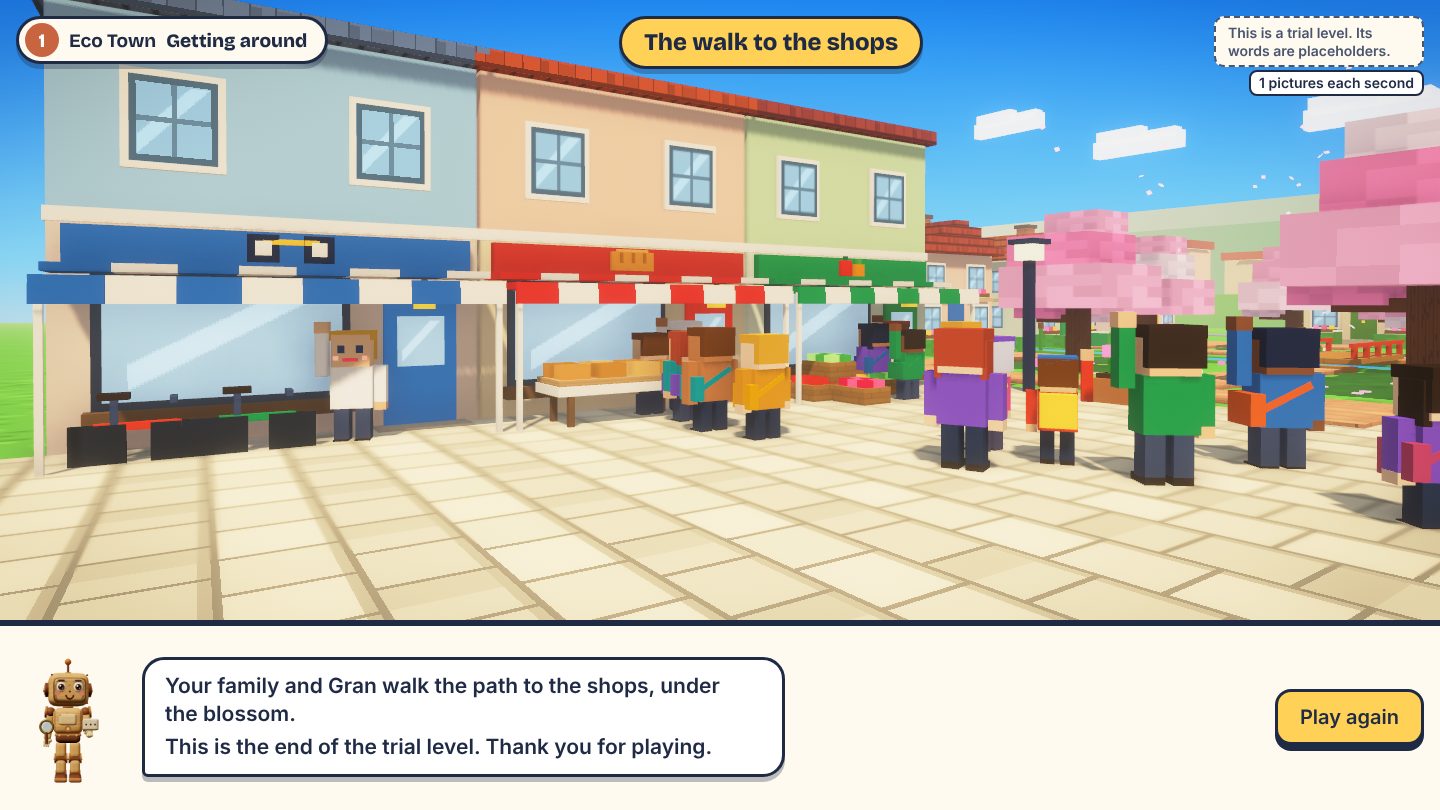 1 Eco Town Getting around
The walk to the shops
This is a trial level. Its
words are placeholders.
1 pictures each second
Your family and Gran walk the path to the shops, under
the blossom.
This is the end of the trial level. Thank you for playing.
Play again